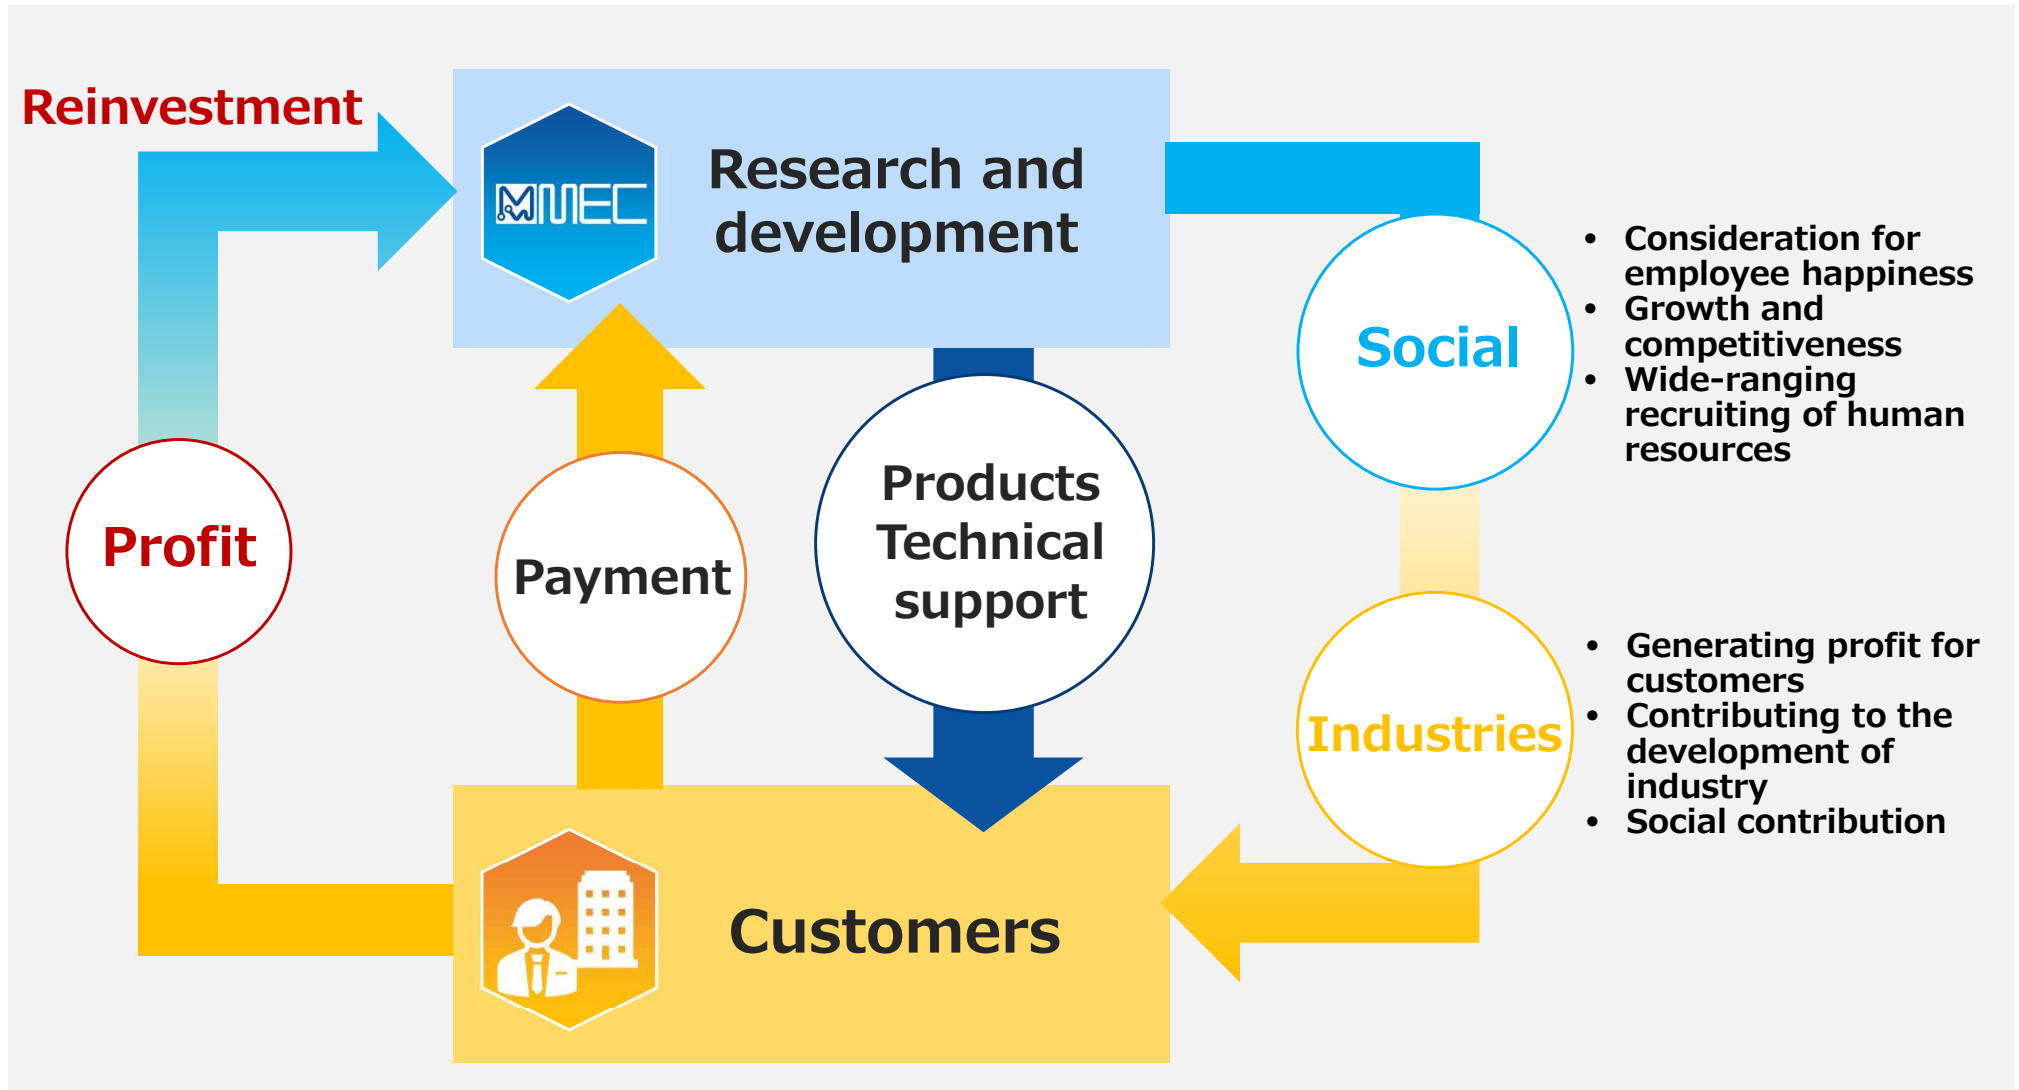 Reinvestment
MMEC
Research and
development
Social
• Consideration for
employee happiness
• Growth and
competitiveness
• Wide-ranging
recruiting of human
resources
Profit
Payment
Products
Technical
support
Industries
• Generating profit for
customers
• Contributing to the
development of
industry
• Social contribution
Customers